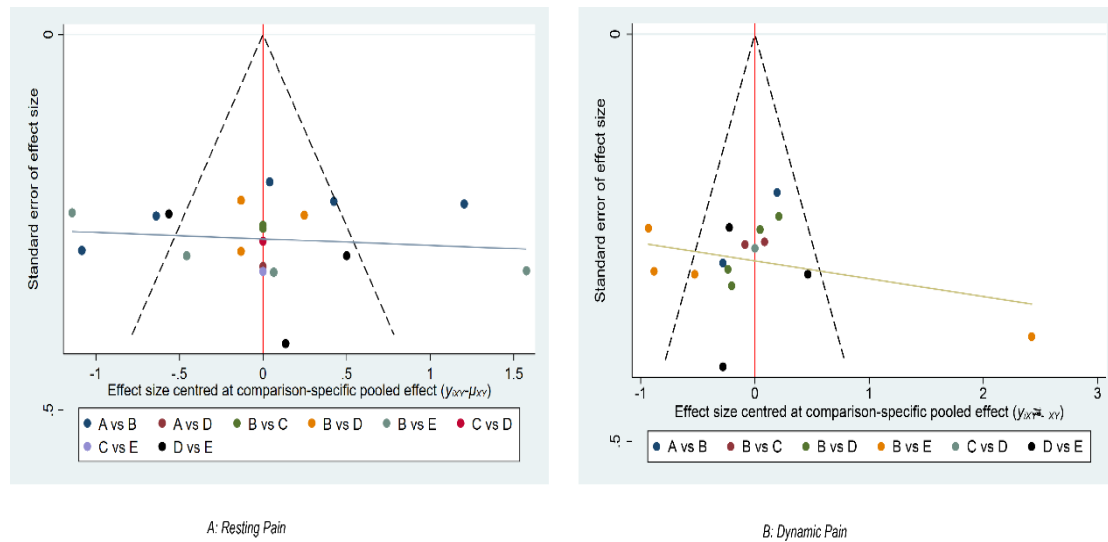 0
Standard error of effect size
.5
-1
-.5
0
.5
1
1.5
Effect size centred at comparison-specific pooled effect (yiXY-μXY)
A vs B
A vs D
B vs C
B vs D
B vs E
C vs D
C vs E
D vs E
A: Resting Pain
0
Standard error of effect size
.5
-1
0
1
2
3
Effect size centred at comparison-specific pooled effect
A vs B
B vs C
B vs D
B vs E
C vs D
D vs E
B: Dynamic Pain